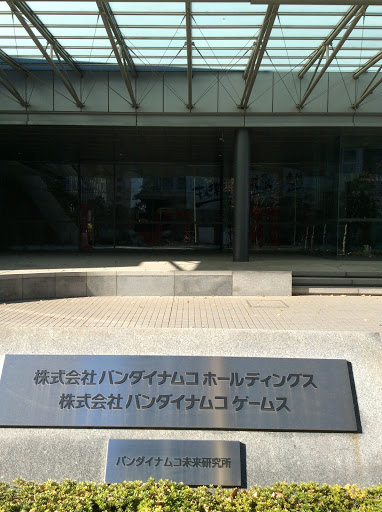 株式会社 バンダイナムコ ホールディングス
株式会社 バンダイナムコ ゲームス
バンダイナムコ未来研究所